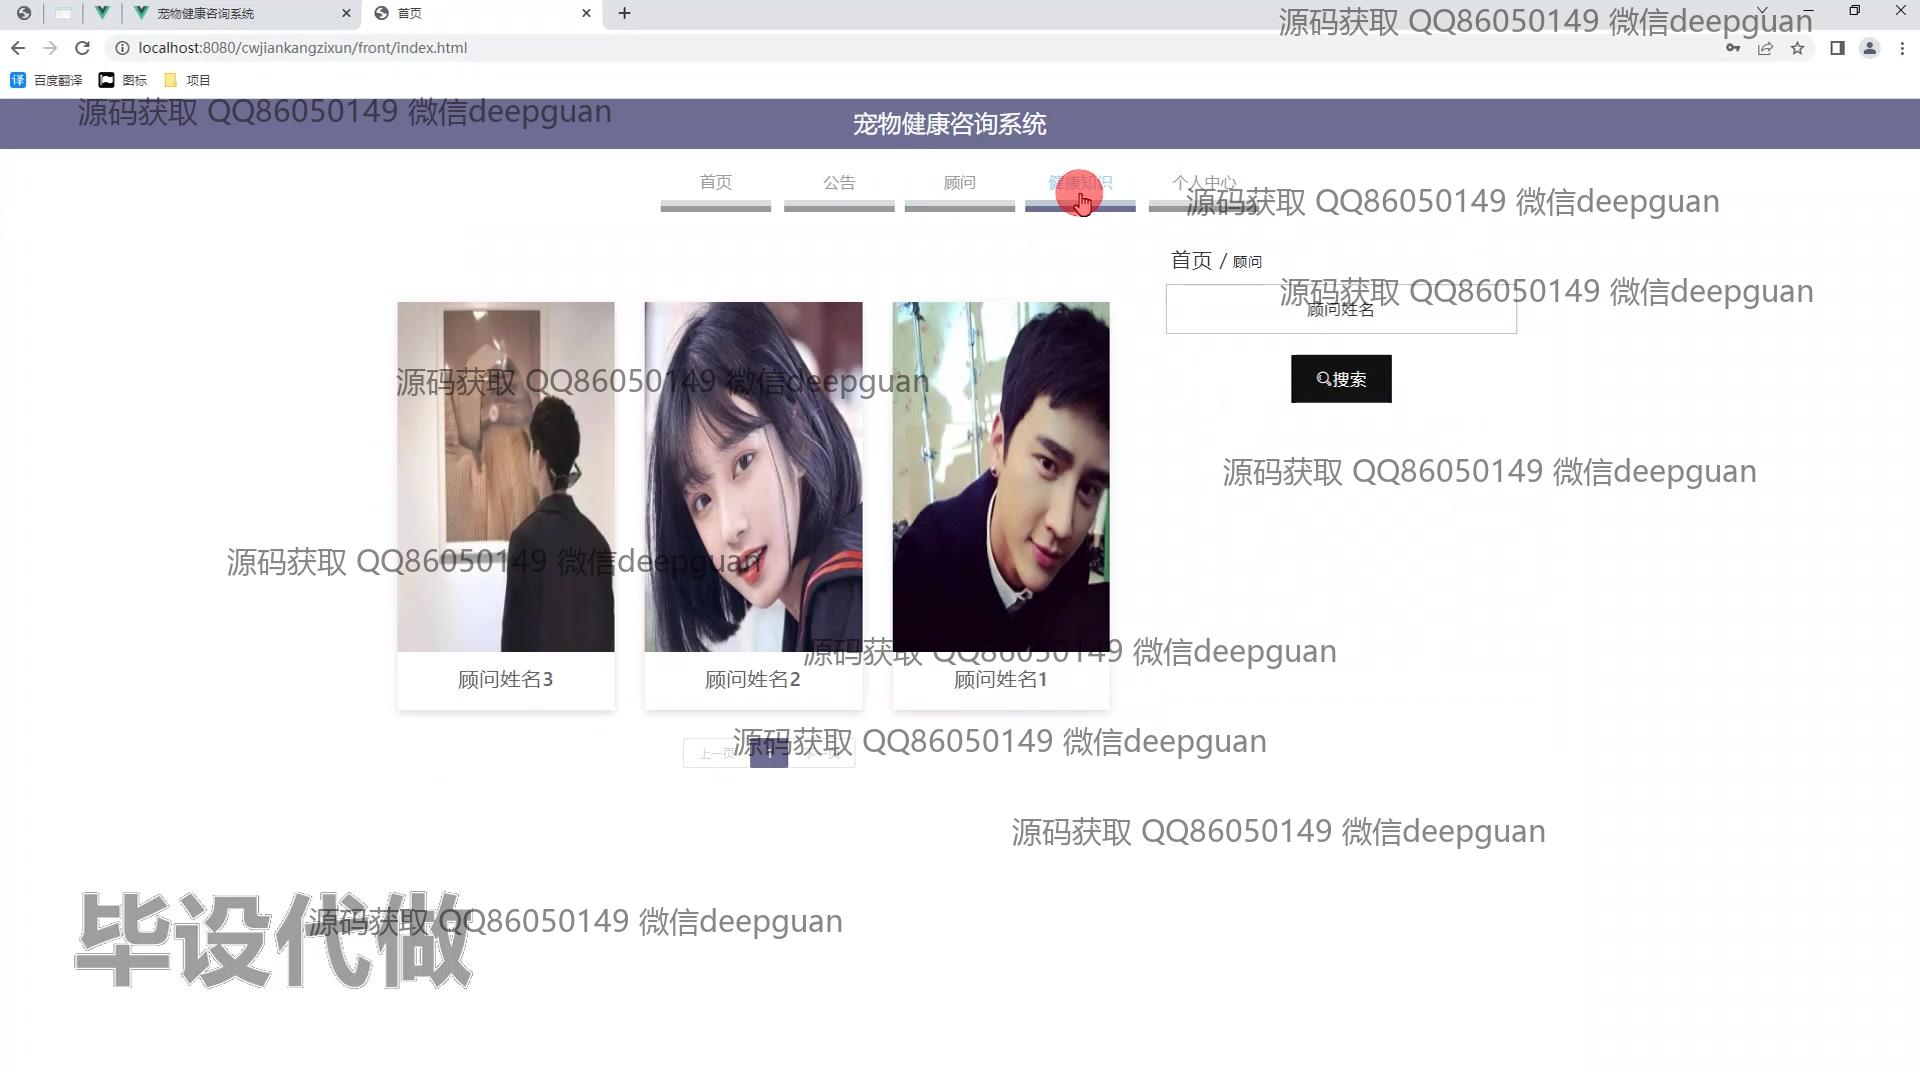 宠物健康咨询系统
首页
源码获取 QQ86050149 微信deepguan
localhost:8080/cwjiankangzixun/front/index.html
百度翻译
图标
项目
源码获取 QQ86050149 微信deepguan
宠物健康咨询系统
首页
公告
顾问
健康知识
个人中心
源码获取 QQ86050149 微信deepguan
首页 / 顾问
源码获取 QQ86050149 微信deepguan
顾问姓名
搜索
源码获取 QQ86050149 微信deepguan
源码获取 QQ86050149 微信deepguan
源码获取 QQ86050149 微信deepguan
源码获取 QQ86050149 微信deepguan
顾问姓名3
顾问姓名2
顾问姓名1
源码获取 QQ86050149 微信deepguan
上一页
1
源码获取 QQ86050149 微信deepguan
源码获取 QQ86050149 微信deepguan
毕设代做